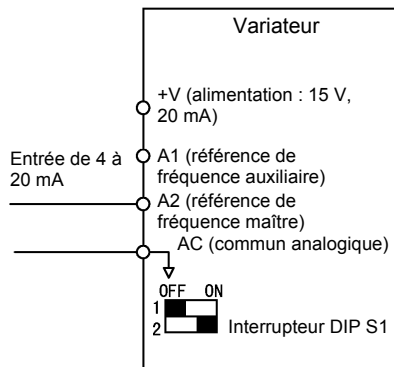 Variateur
+V (alimentation : 15 V,
20 mA)
Entrée de 4 à
20 mA
A1 (référence de
fréquence auxiliaire)
A2 (référence de
fréquence maître)
AC (commun analogique)
OFF ON
1
2
Interrupteur DIP S1